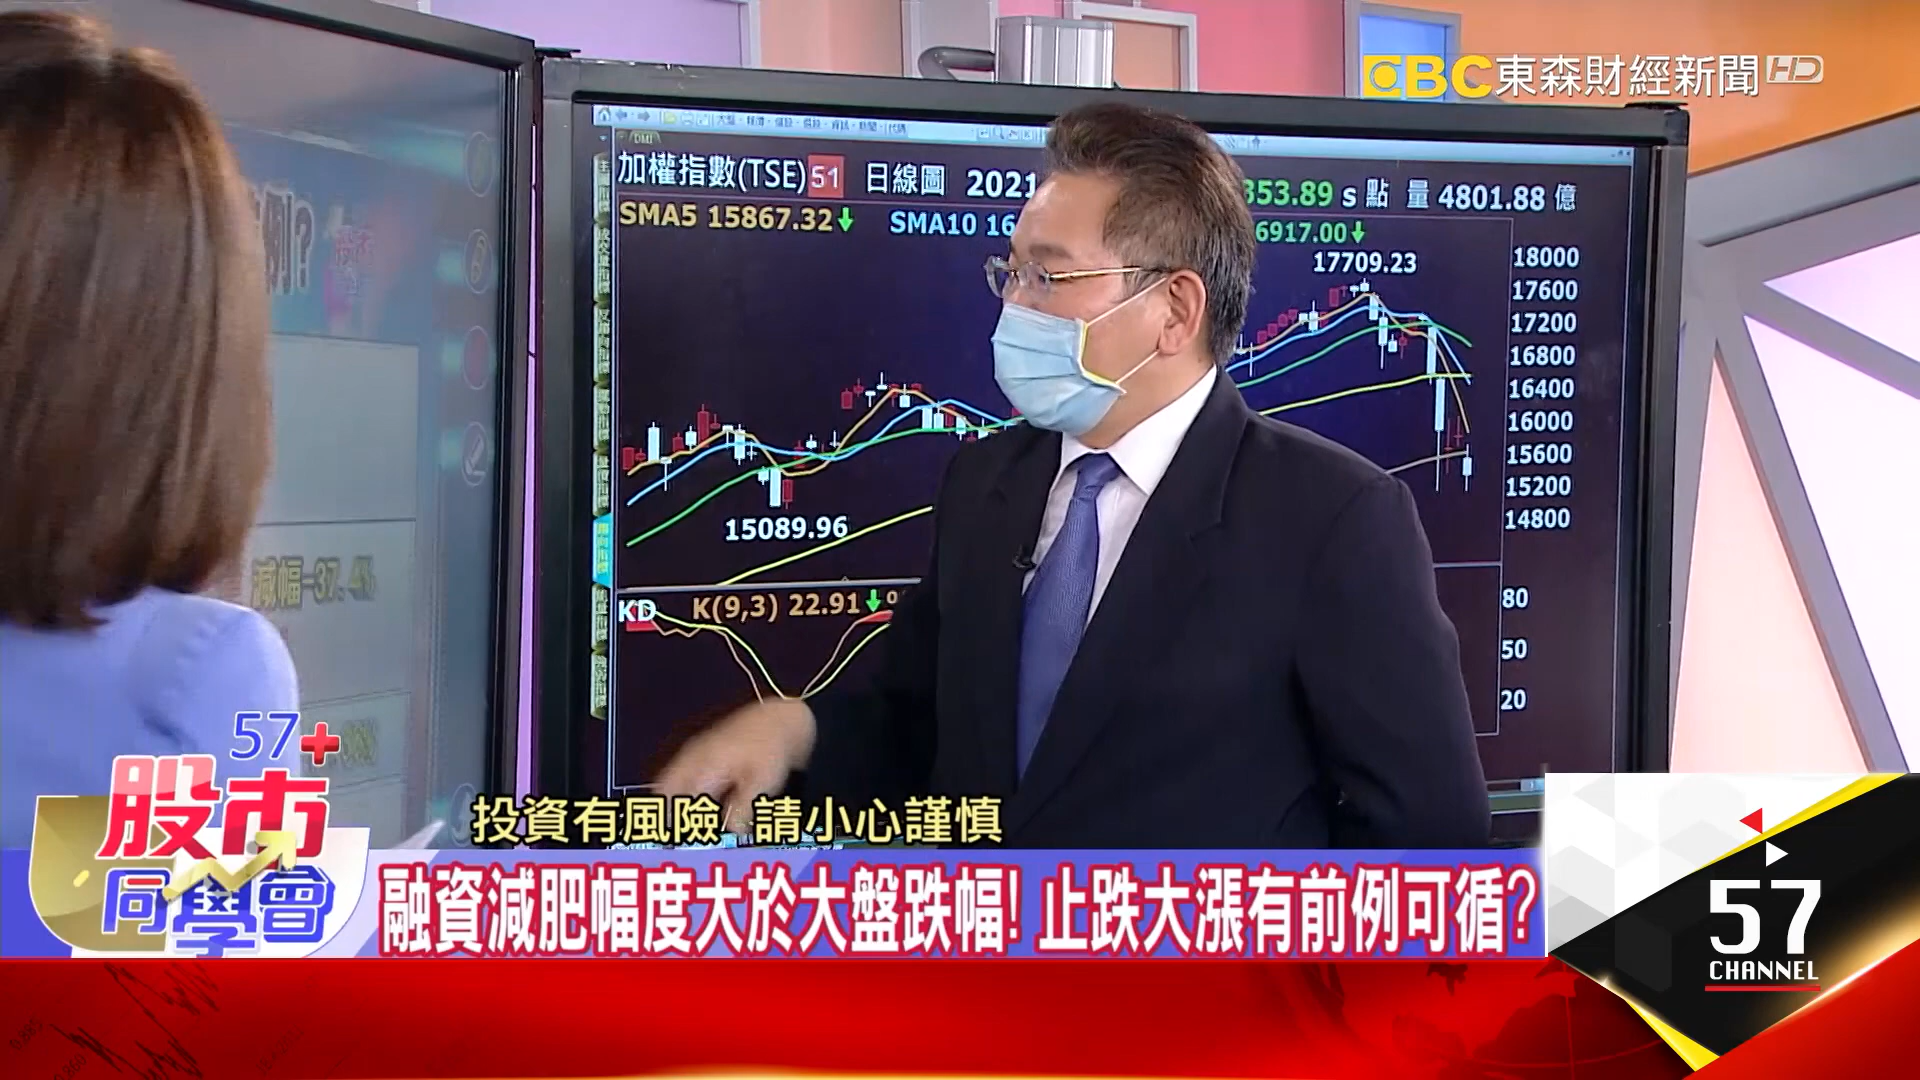 EBC東森財經新聞HD
加權指數(TSE) 51 日線圖 2021
353.89 s 點 量 4801.88 億
SMA5 15867.32
SMA10 16
6917.00
17709.23
18000
17600
17200
16800
16400
16000
15600
15200
14800
15089.96
KD K(9,3) 22.91
80
50
20
例?
減幅-37.4%
57+
股市
同學會
投資有風險 請小心謹慎
融資減肥幅度大於大盤跌幅! 止跌大漲有前例可循?
57
CHANNEL